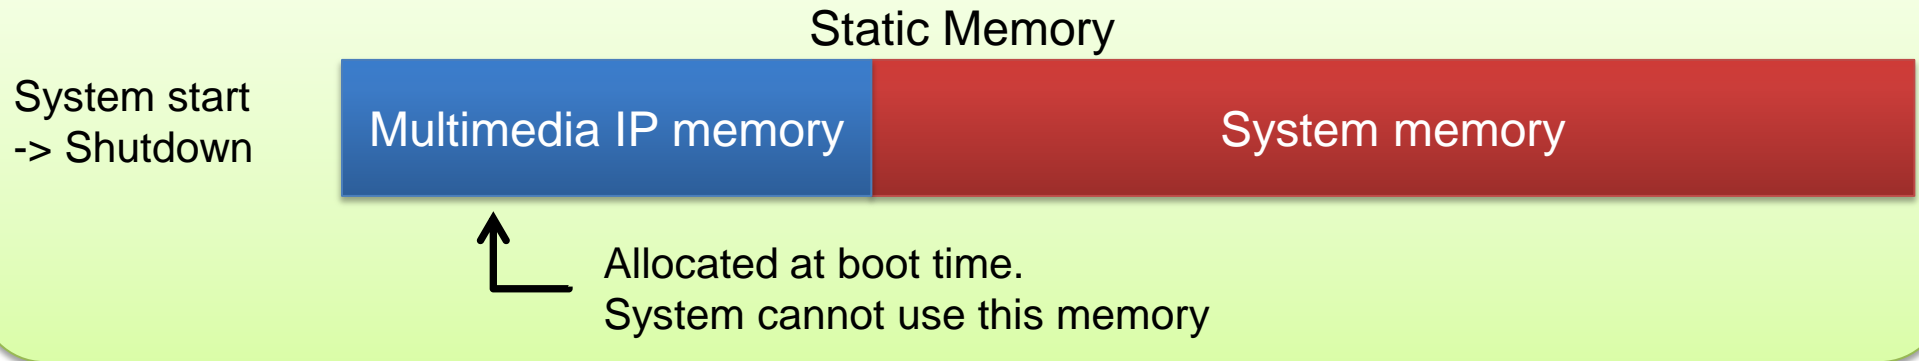 Static Memory
System start
-> Shutdown
Multimedia IP memory
System memory
Allocated at boot time.
System cannot use this memory